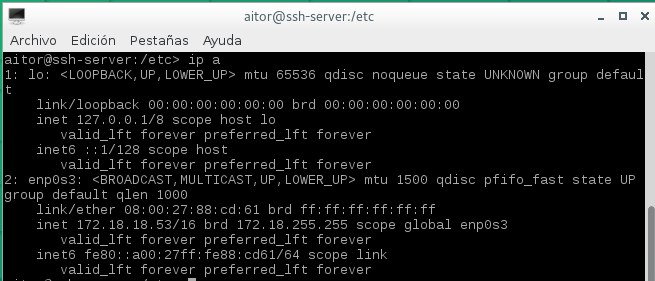 aitor@ssh-server:/etc
Archivo Edición Pestañas Ayuda
aitor@ssh-server:/etc> ip a
1: lo: <LOOPBACK,UP,LOWER_UP> mtu 65536 qdisc noqueue state UNKNOWN group defaul
t
    link/loopback 00:00:00:00:00:00 brd 00:00:00:00:00:00
    inet 127.0.0.1/8 scope host lo
       valid_lft forever preferred_lft forever
    inet6 ::1/128 scope host
       valid_lft forever preferred_lft forever
2: enp0s3: <BROADCAST,MULTICAST,UP,LOWER_UP> mtu 1500 qdisc pfifo_fast state UP
group default qlen 1000
    link/ether 08:00:27:88:cd:61 brd ff:ff:ff:ff:ff:ff
    inet 172.18.18.53/16 brd 172.18.255.255 scope global enp0s3
       valid_lft forever preferred_lft forever
    inet6 fe80::a00:27ff:fe88:cd61/64 scope link
       valid_lft forever preferred_lft forever